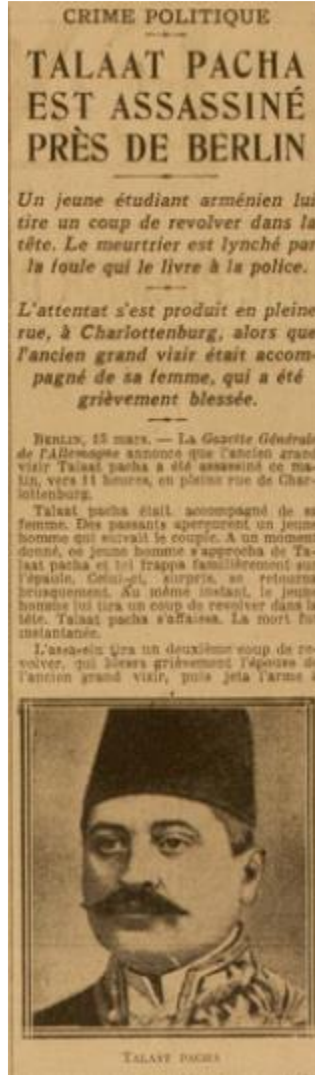 CRIME POLITIQUE
TALAAT PACHA
EST ASSASSINÉ
PRÈS DE BERLIN
Un jeune étudiant arménien lui
tire un coup de revolver dans la
tête. Le meurtrier est lynché par
la foule qui le livre à la police.
L'attentat s'est produit en pleine
rue, à Charlottenburg, alors que
l'ancien grand vizir était accom-
pagné de sa femme, qui a été
grièvement blessée.
BERLIN, 15 mars. — La Gazette Générale
de l'Allemagne annonce que l'ancien grand
vizir Talaat pacha a été assassiné ce ma-
tin, vers 11 heures, en pleine rue de Char-
lottenburg.
Talaat pacha était accompagné de sa
femme. Des passants aperçurent un jeune
homme qui suivait le couple. A un moment
donné, ce jeune homme s'approcha de Ta-
laat pacha et lui frappa familièrement sur
l'épaule. Celui-ci, surpris, se retourna
brusquement. Au même instant, le jeune
homme lui tira un coup de revolver dans la
tête. Talaat pacha s'affaissa. La mort fut
instantanée.
L'assassin tira un deuxième coup de re-
volver, qui blessa grièvement l'épouse de
l'ancien grand vizir, puis jeta l'arme à
TALAAT PACHA